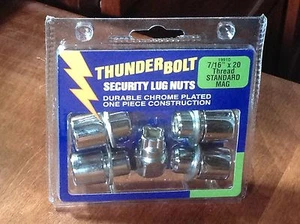 THUNDERBOLT
SECURITY LUG NUTS
DURABLE CHROME PLATED
ONE PIECE CONSTRUCTION
7/16" x 20
Thread
STANDARD
MAG